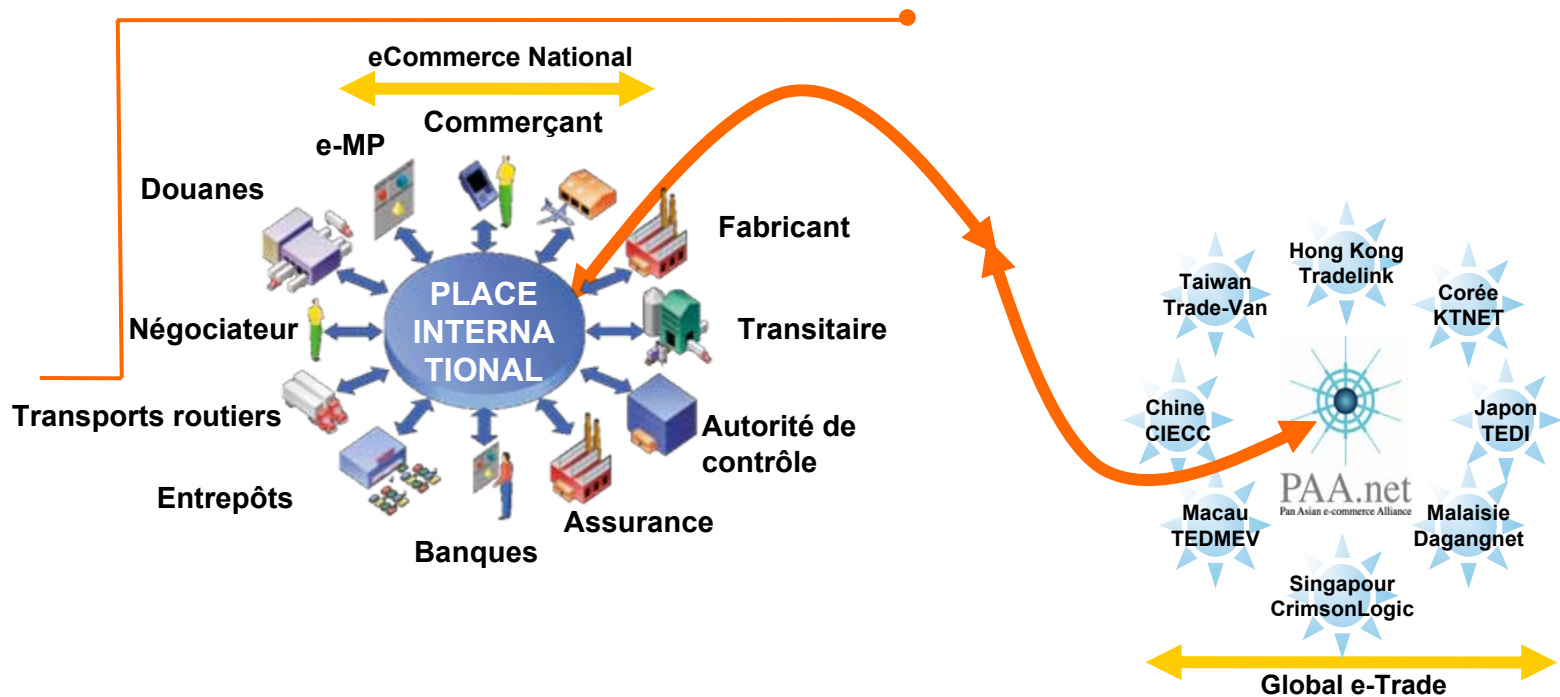 eCommerce National
Commerçant
e-MP
Douanes
Fabricant
PLACE
INTERNA
TIONAL
Négociateur
Transitaire
Transports routiers
Autorité de
contrôle
Entrepôts
Assurance
Banques
Hong Kong
Tradelink
Taiwan
Trade-Van
Corée
KTNET
Chine
CIECC
Japon
TEDI
PAA.net
Pan Asian e-commerce Alliance
Macau
TEDMEV
Malaisie
Dagangnet
Singapour
CrimsonLogic
Global e-Trade